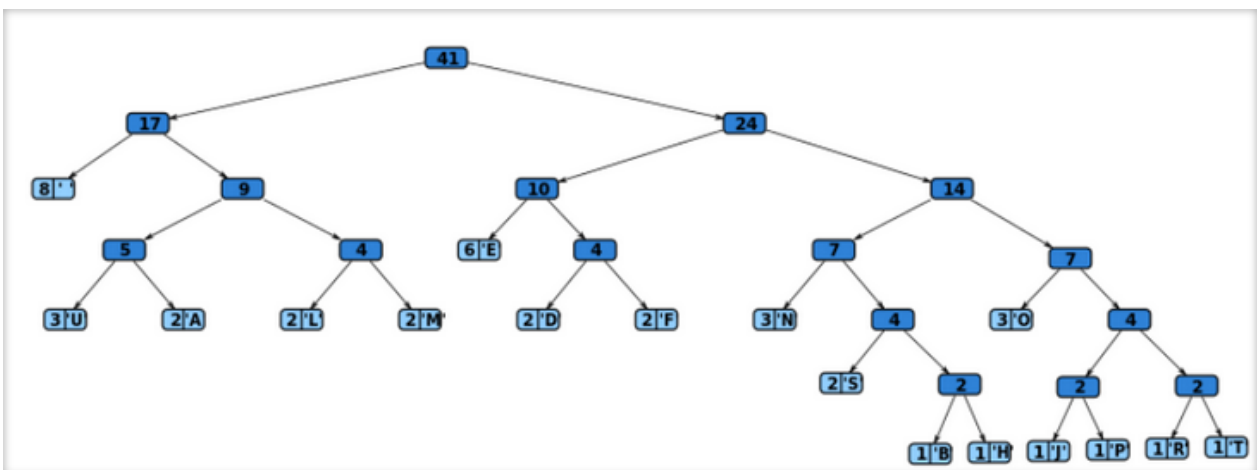 41
17 24
8 ' ' 9 10 14
5 4 6 'E 4 7 7
3 'U' 2 'A 2 'L' 2 'M' 2 'D' 2 'F 3 'N 4 3 'O 4
2 'S' 2 2 2
1 'B' 1 'H' 1 'J' 1 'P' 1 'R' 1 'T'